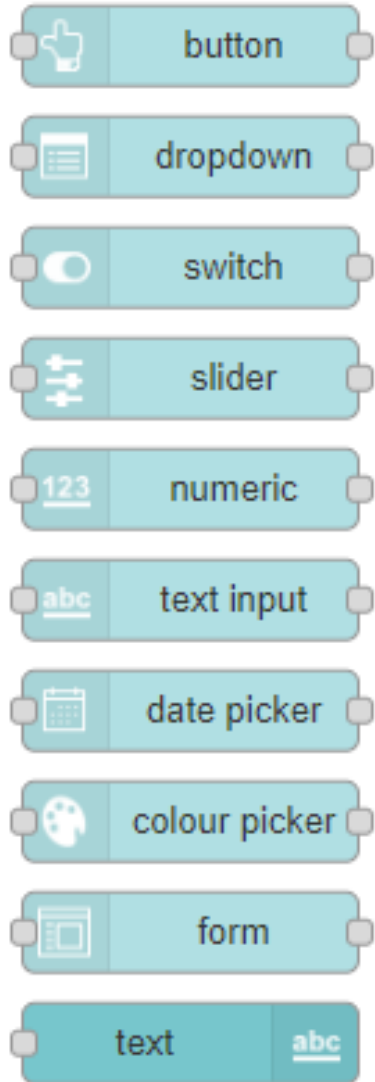 button
dropdown
switch
slider
123 numeric
abc text input
date picker
colour picker
form
text abc